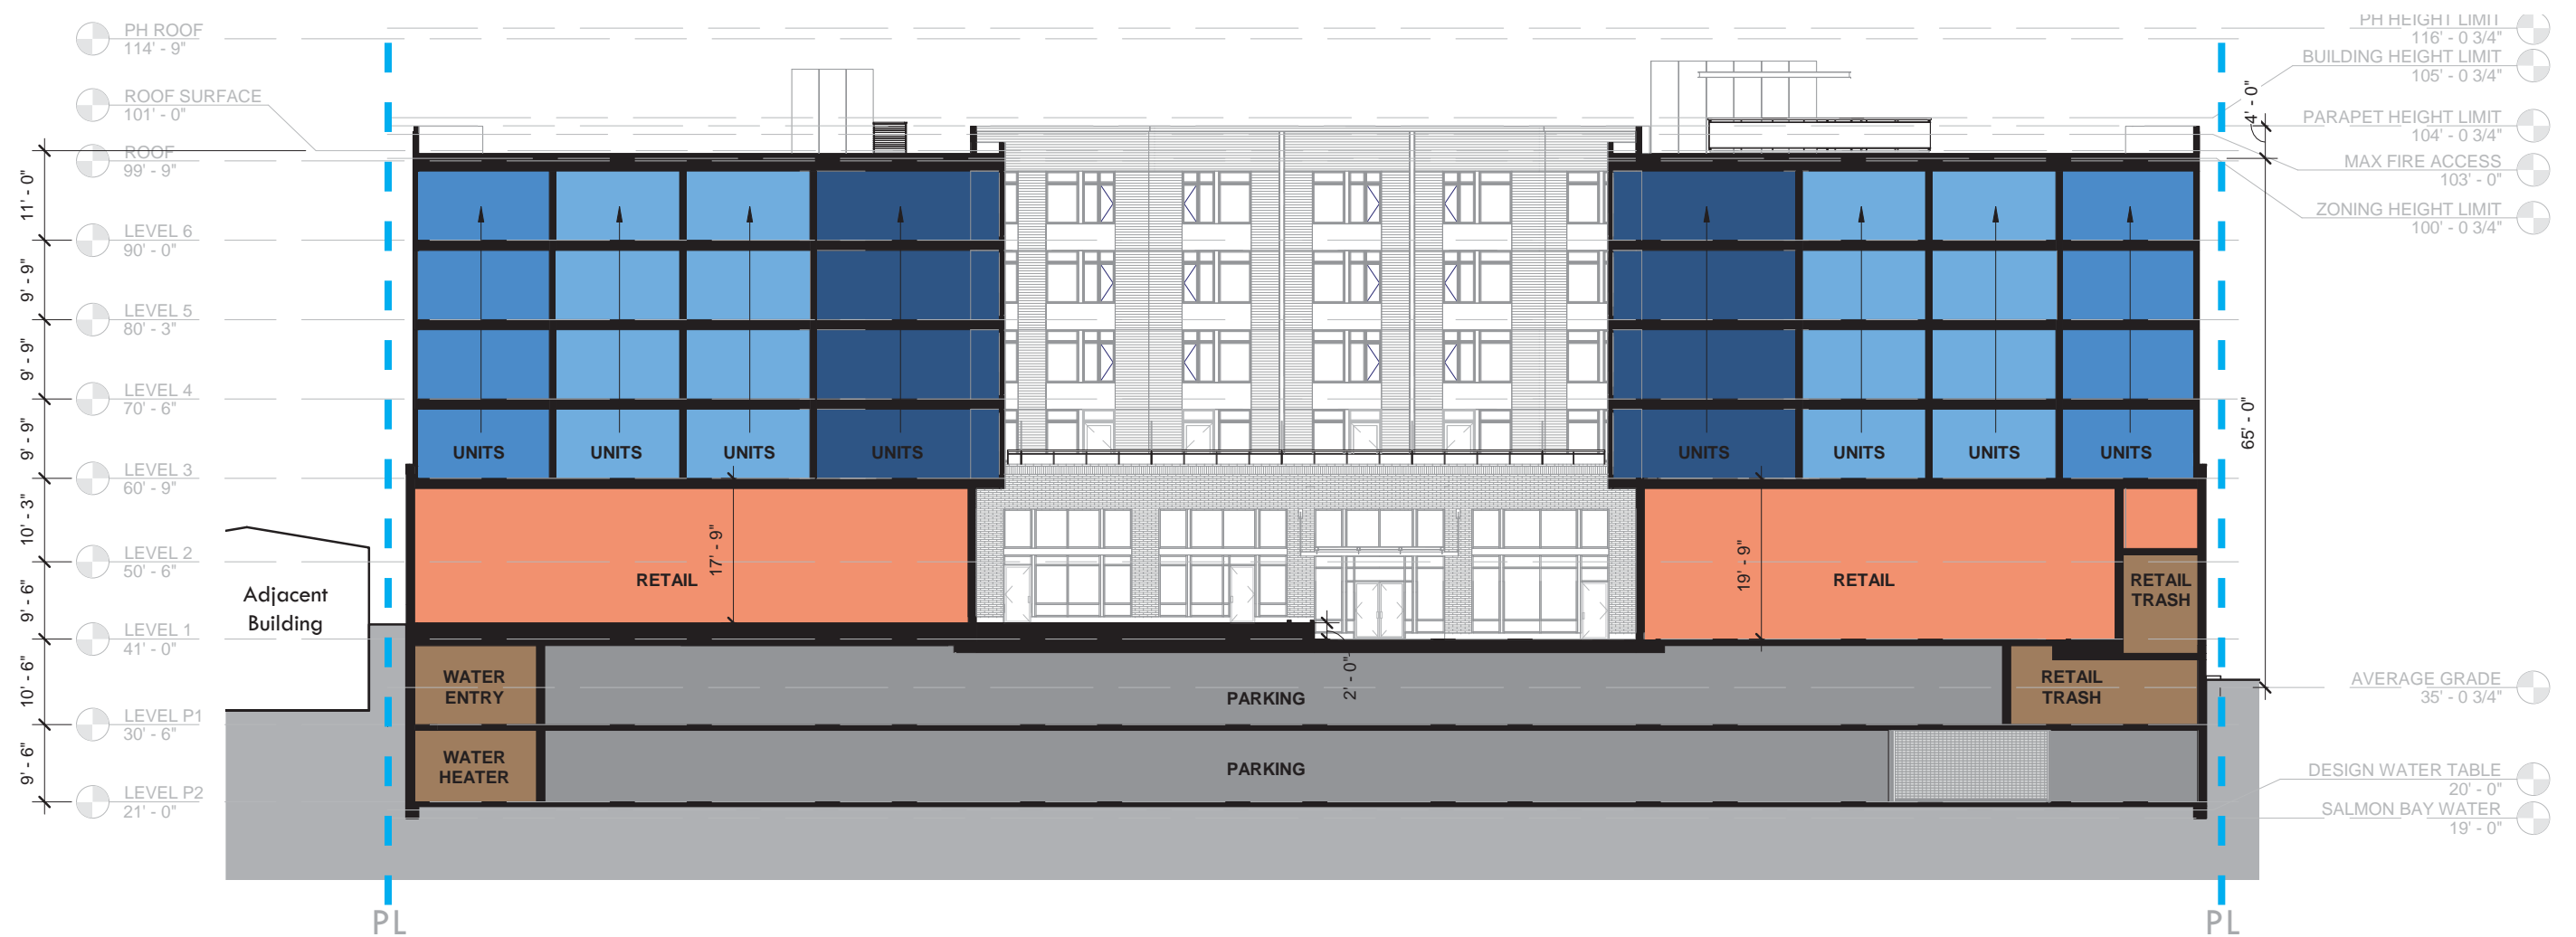 PH ROOF
114' - 9"
ROOF SURFACE
101' - 0"
ROOF
99' - 9"
LEVEL 6
90' - 0"
LEVEL 5
80' - 3"
LEVEL 4
70' - 6"
LEVEL 3
60' - 9"
LEVEL 2
50' - 6"
LEVEL 1
41' - 0"
LEVEL P1
30' - 6"
LEVEL P2
21' - 0"
11' - 0"
9' - 9"
9' - 9"
9' - 9"
10' - 3"
9' - 6"
10' - 6"
9' - 6"
Adjacent
Building
UNITS
UNITS
UNITS
UNITS
UNITS
UNITS
UNITS
UNITS
RETAIL
17' - 9"
19' - 9"
RETAIL
RETAIL
TRASH
WATER
ENTRY
PARKING
2' - 0"
RETAIL
TRASH
WATER
HEATER
PARKING
PH HEIGHT LIMIT
116' - 0 3/4"
BUILDING HEIGHT LIMIT
105' - 0 3/4"
4' - 0"
PARAPET HEIGHT LIMIT
104' - 0 3/4"
MAX FIRE ACCESS
103' - 0"
ZONING HEIGHT LIMIT
100' - 0 3/4"
65' - 0"
AVERAGE GRADE
35' - 0 3/4"
DESIGN WATER TABLE
20' - 0"
SALMON BAY WATER
19' - 0"
PL
PL